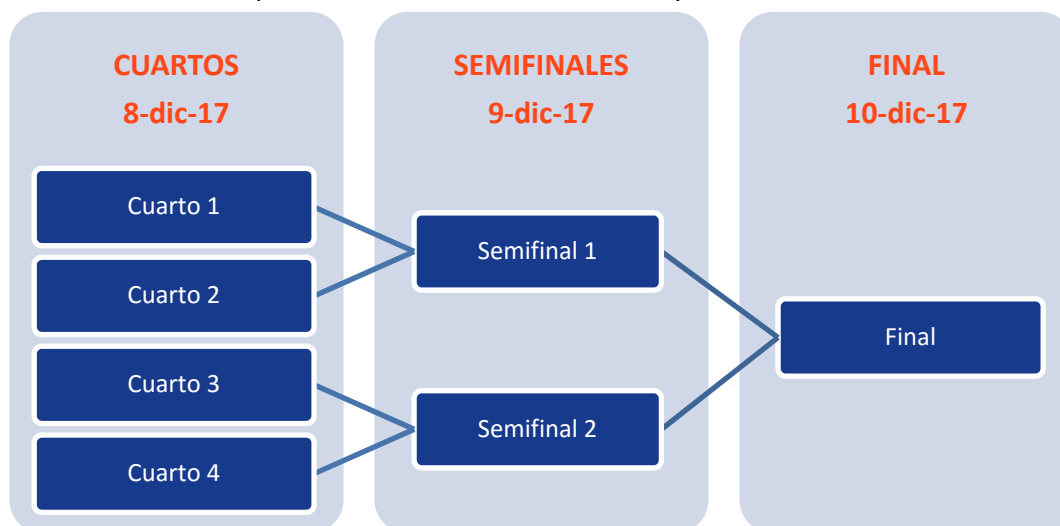 CUARTOS
8-dic-17
Cuarto 1
Cuarto 2
Cuarto 3
Cuarto 4
SEMIFINALES
9-dic-17
Semifinal 1
Semifinal 2
FINAL
10-dic-17
Final